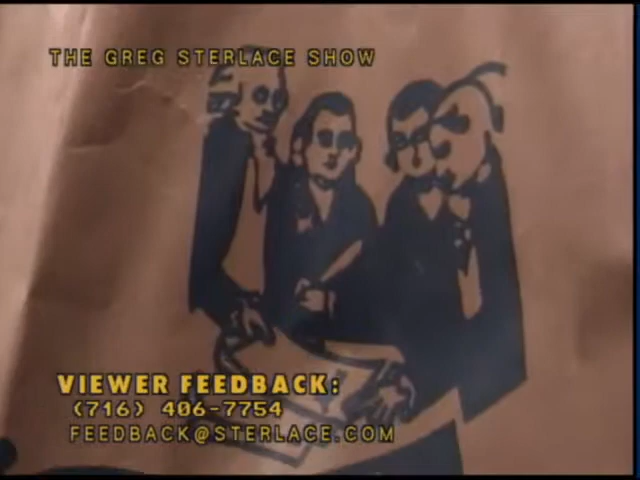 THE GREG STERLACE SHOW
VIEWER FEEDBACK:
(716) 406-7754
FEEDBACK@STERLACE.COM